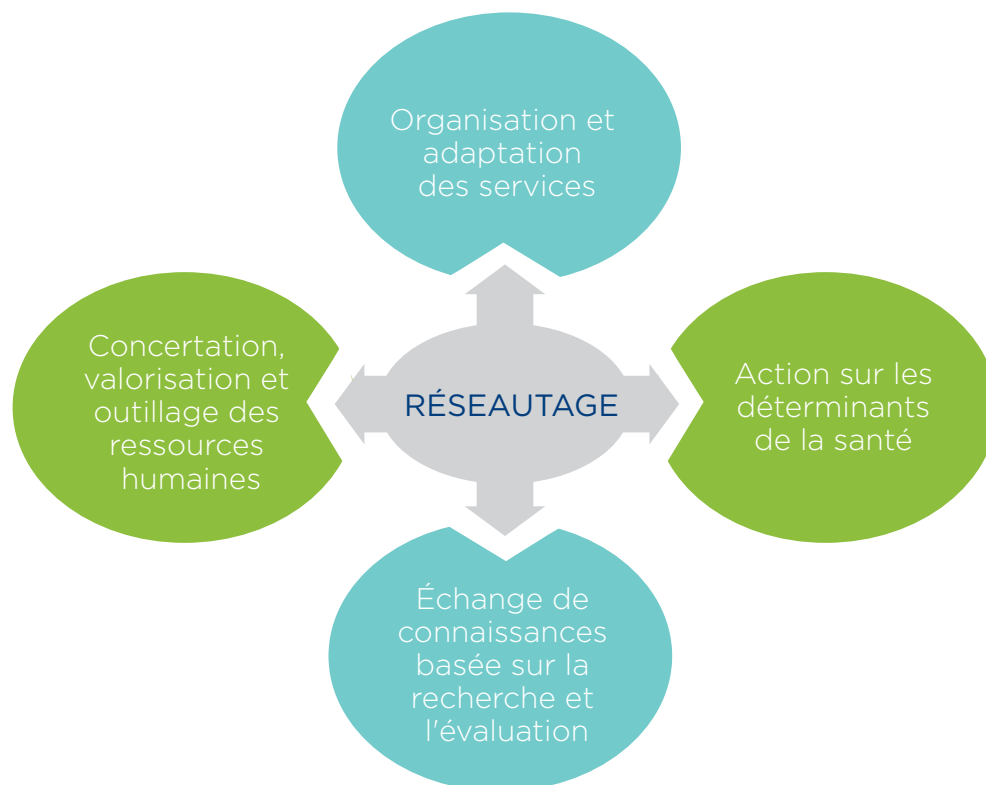 Organisation et
adaptation
des services
Concertation,
valorisation et
outillage des
ressources
humaines
RÉSEAUTAGE
Action sur les
déterminants
de la santé
Échange de
connaissances
basée sur la
recherche et
l'évaluation